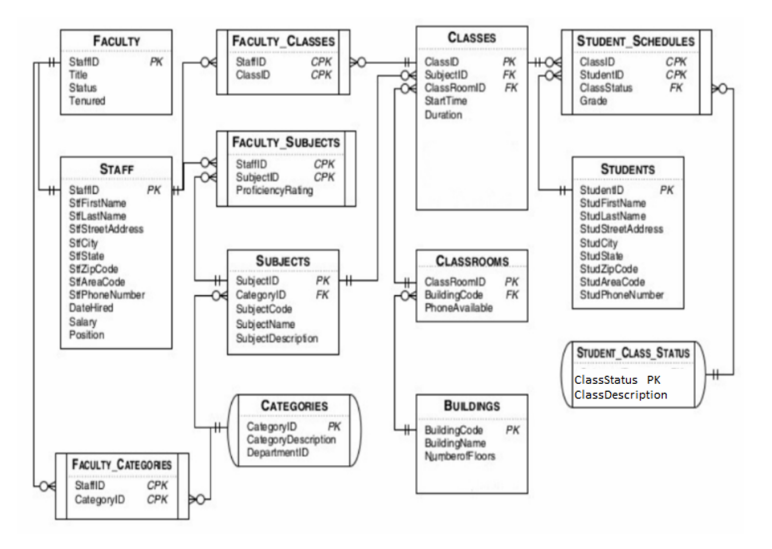 FACULTY
StaffID PK
Title
Status
Tenured
FACULTY_CLASSES
StaffID CPK
ClassID CPK
CLASSES
ClassID PK
SubjectID FK
ClassRoomID FK
StartTime
Duration
STUDENT_SCHEDULES
ClassID CPK
StudentID CPK
ClassStatus FK
Grade
FACULTY_SUBJECTS
StaffID CPK
SubjectID CPK
ProficiencyRating
STAFF
StaffID PK
StfFirstName
StfLastName
StfStreetAddress
StfCity
StfState
StfZipCode
StfAreaCode
StfPhoneNumber
DateHired
Salary
Position
STUDENTS
StudentID PK
StudFirstName
StudLastName
StudStreetAddress
StudCity
StudState
StudZipCode
StudAreaCode
StudPhoneNumber
SUBJECTS
SubjectID PK
CategoryID FK
SubjectCode
SubjectName
SubjectDescription
CLASSROOMS
ClassRoomID PK
BuildingCode FK
PhoneAvailable
STUDENT_CLASS_STATUS
ClassStatus PK
ClassDescription
CATEGORIES
CategoryID PK
CategoryDescription
DepartmentID
BUILDINGS
BuildingCode PK
BuildingName
NumberofFloors
FACULTY_CATEGORIES
StaffID CPK
CategoryID CPK